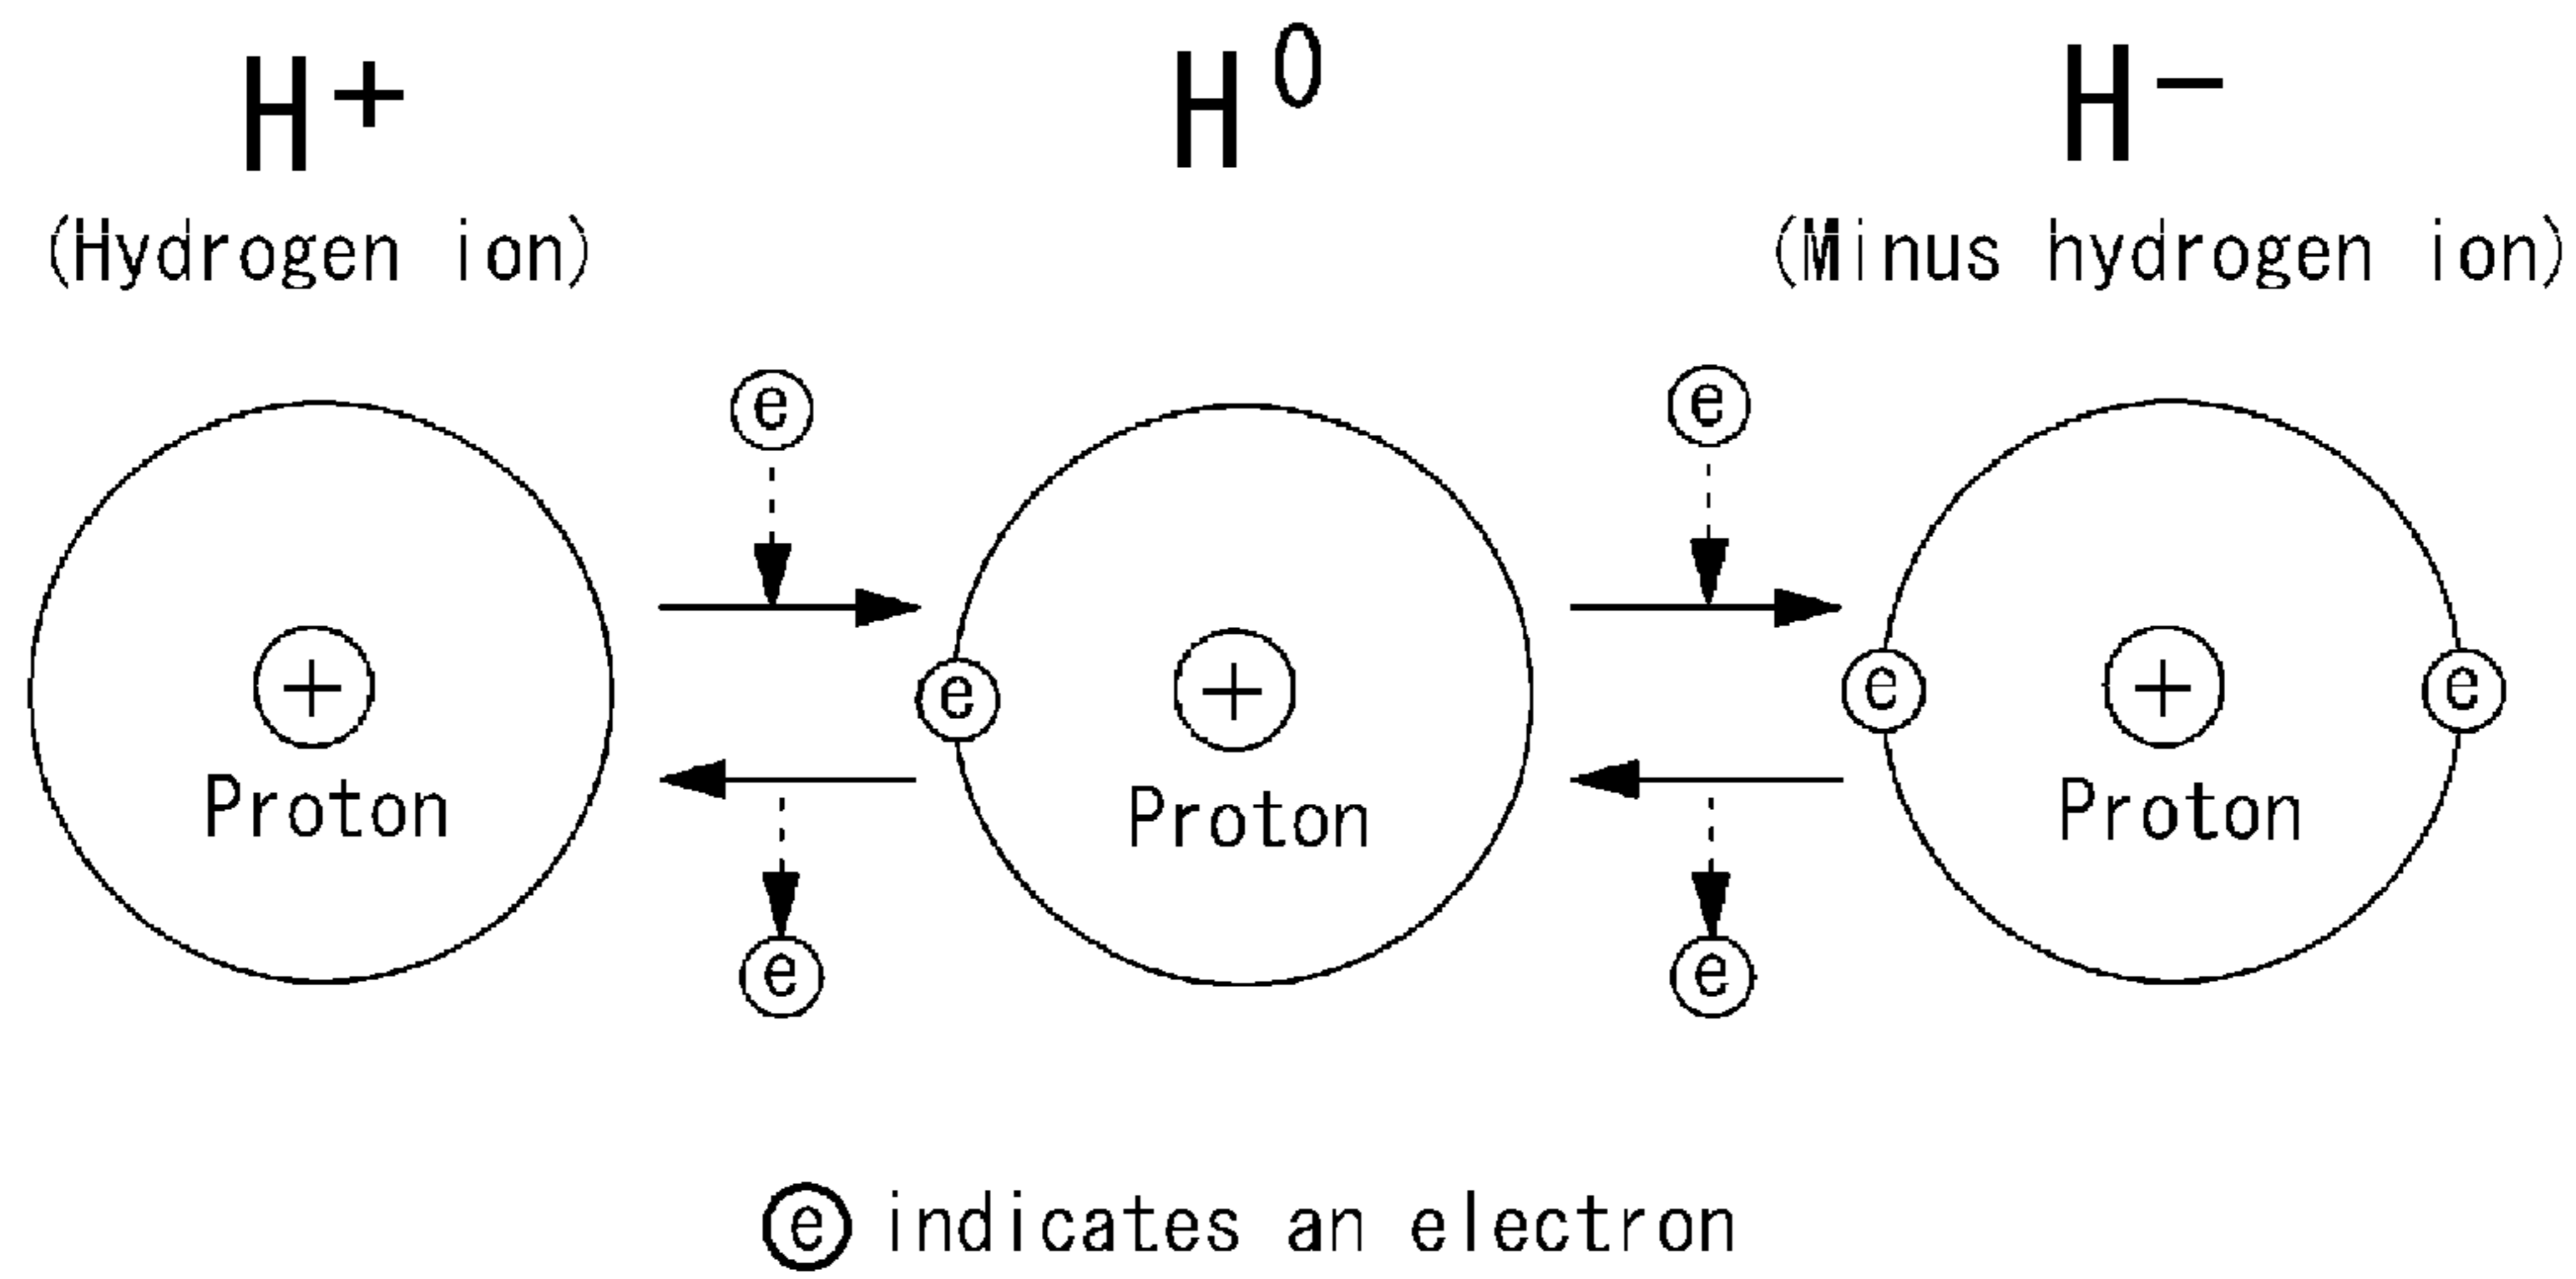 H+ H0 H−
(Hydrogen ion) (Minus hydrogen ion)
e e
+ e + e + e
Proton Proton Proton
e e
e indicates an electron